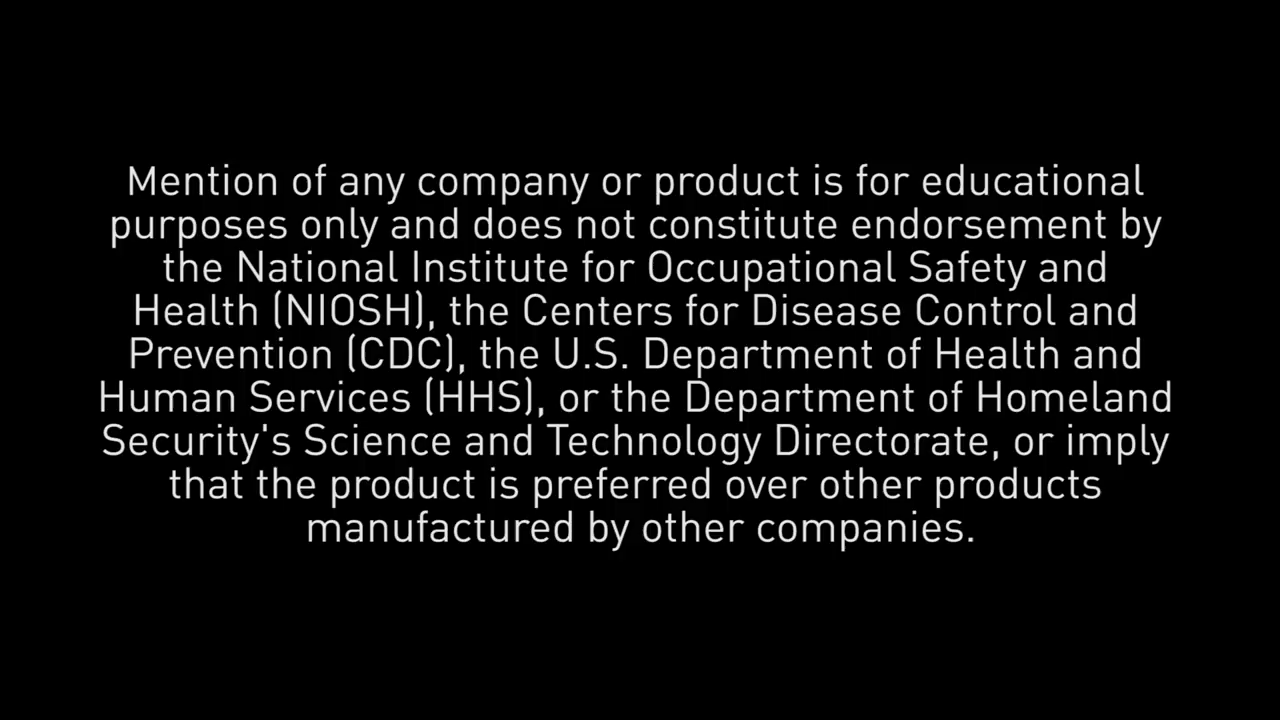 Mention of any company or product is for educational
purposes only and does not constitute endorsement by
the National Institute for Occupational Safety and
Health (NIOSH), the Centers for Disease Control and
Prevention (CDC), the U.S. Department of Health and
Human Services (HHS), or the Department of Homeland
Security's Science and Technology Directorate, or imply
that the product is preferred over other products
manufactured by other companies.